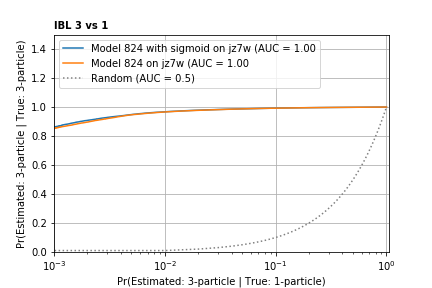 IBL 3 vs 1
Model 824 with sigmoid on jz7w (AUC = 1.00
Model 824 on jz7w (AUC = 1.00
Random (AUC = 0.5)
1.4
1.2
1.0
0.8
0.6
0.4
0.2
0.0
Pr(Estimated: 3-particle | True: 3-particle)
10⁻³
10⁻²
10⁻¹
10⁰
Pr(Estimated: 3-particle | True: 1-particle)